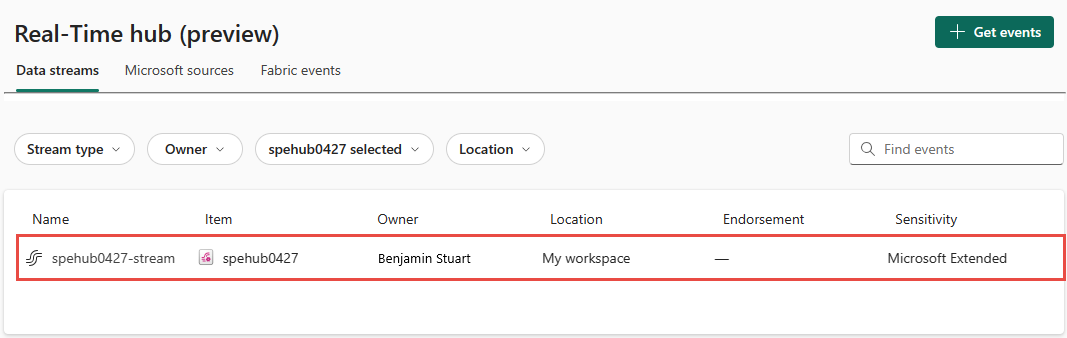 Real-Time hub (preview)
Get events
Data streams Microsoft sources Fabric events
Stream type Owner spehub0427 selected Location Find events
Name Item Owner Location Endorsement Sensitivity
spehub0427-stream spehub0427 Benjamin Stuart My workspace — Microsoft Extended